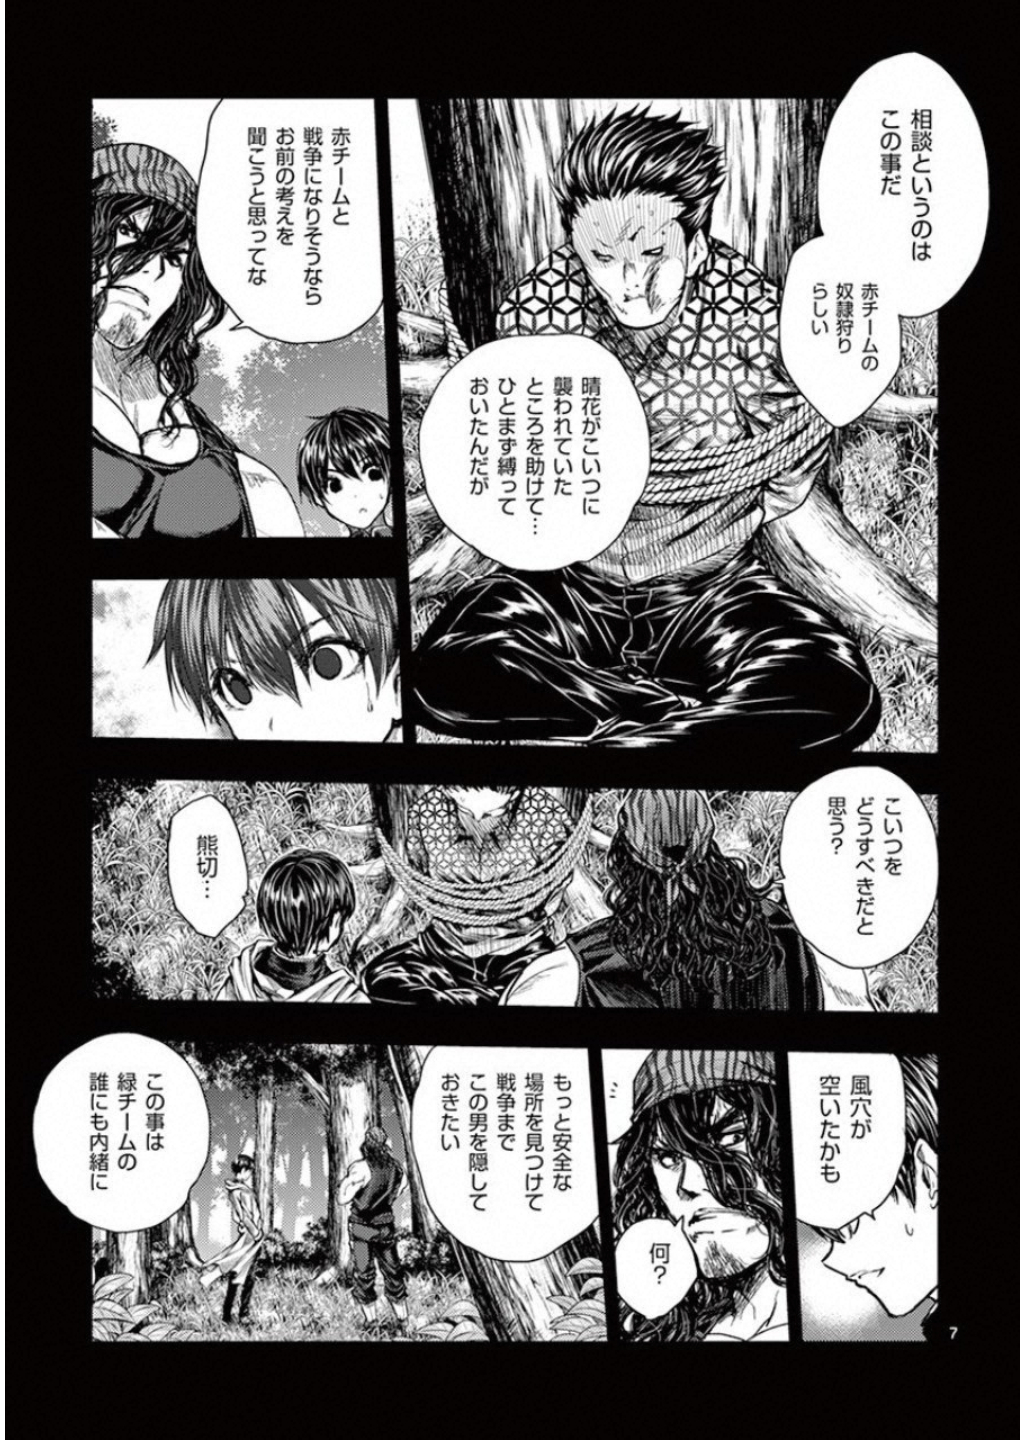 相談というのは
この事だ
赤チームの
奴隷狩り
らしい
晴花がこいつに
襲われていた
ところを助けて…
ひとまず縛って
おいたんだが
赤チームと
戦争になりそうなら
お前の考えを
聞こうと思ってな
こいつを
どうすべきだと
思う?
熊切…
風穴が
空いたかも
何?
もっと安全な
場所を見つけて
戦争まで
この男を隠して
おきたい
この事は
緑チームの
誰にも内緒に
7